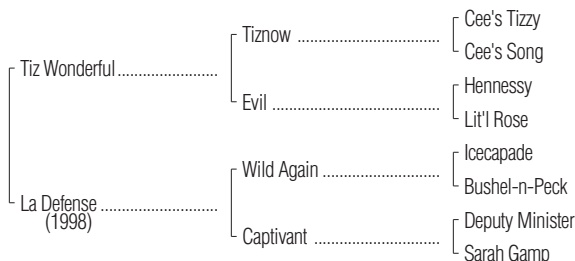 Cee's Tizzy
Tiznow ................................
Cee's Song
Tiz Wonderful .......................
Hennessy
Evil .....................................
Lit'l Rose
Icecapade
Wild Again ..........................
Bushel-n-Peck
La Defense ...........................
(1998)
Deputy Minister
Captivant ............................
Sarah Gamp